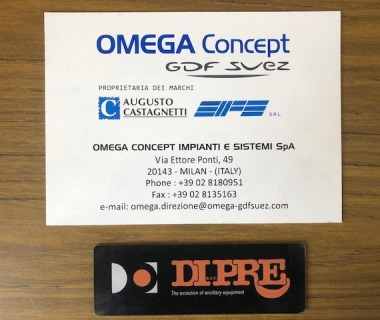 OMEGA Concept
GDF SUEZ
PROPRIETARIA DEI MARCHI
C AUGUSTO
CASTAGNETTI
S.R.L.
OMEGA CONCEPT IMPIANTI E SISTEMI SpA
Via Ettore Ponti, 49
20143 - MILAN - (ITALY)
Phone : +39 02 8180951
Fax : +39 02 8135163
e-mail: omega.direzione@omega-gdfsuez.com
DIPRE
The evolution of ancillary equipment